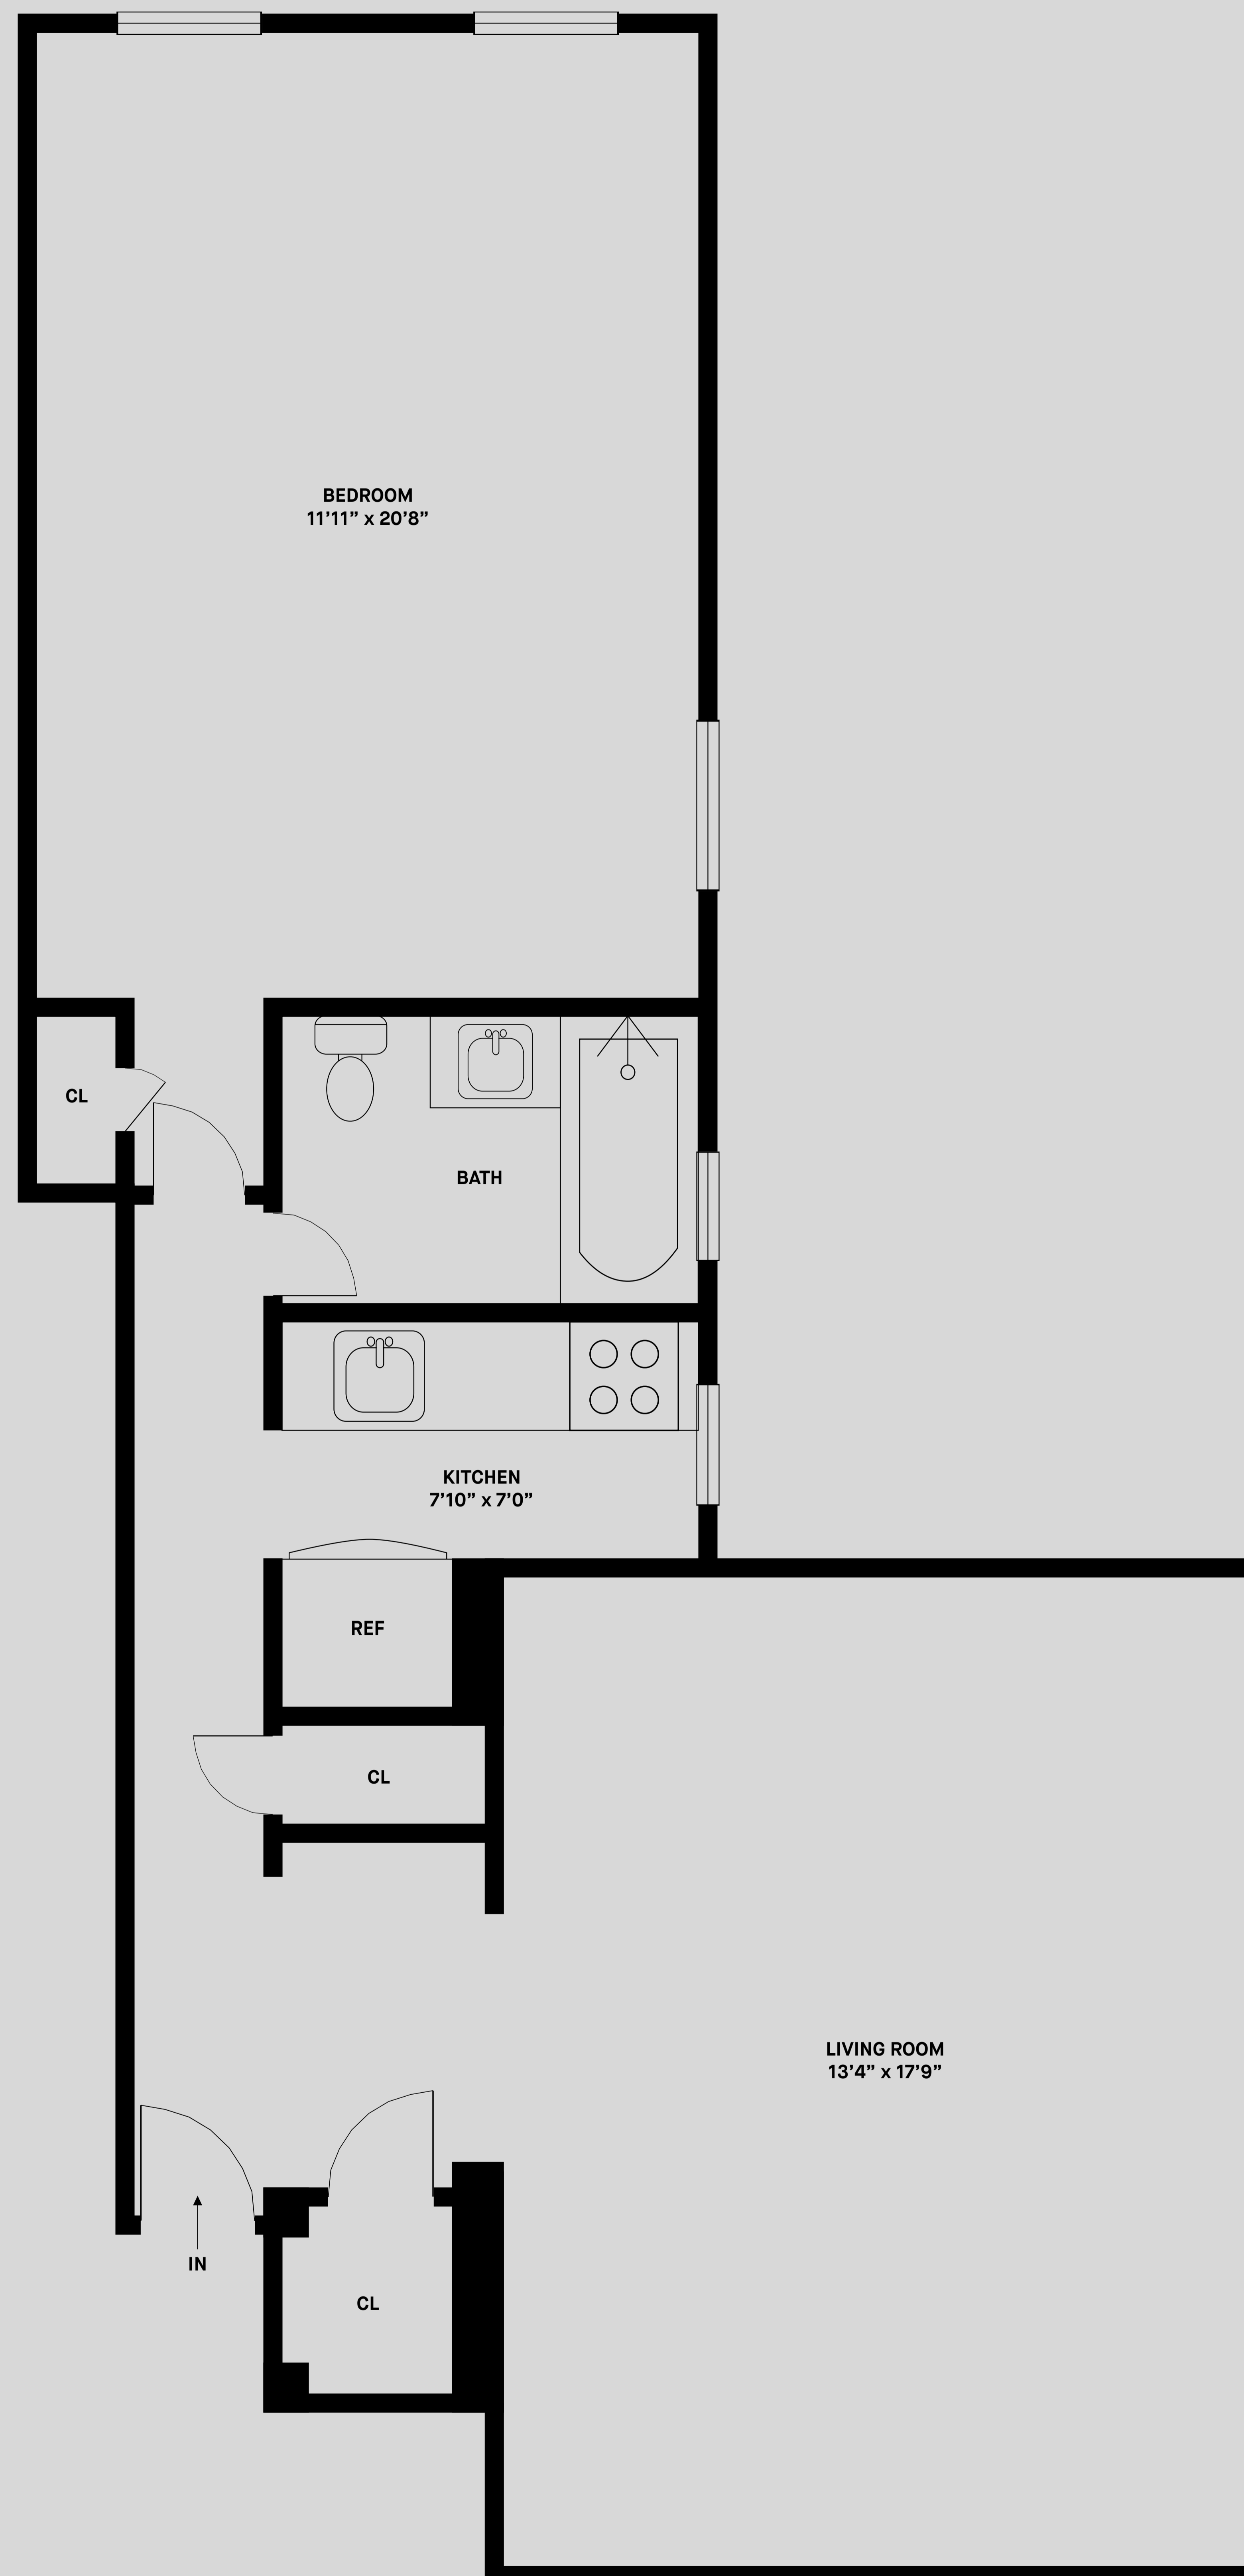 BEDROOM
11’11” x 20’8”
CL
BATH
KITCHEN
7’10” x 7’0”
REF
CL
LIVING ROOM
13’4” x 17’9”
IN
CL